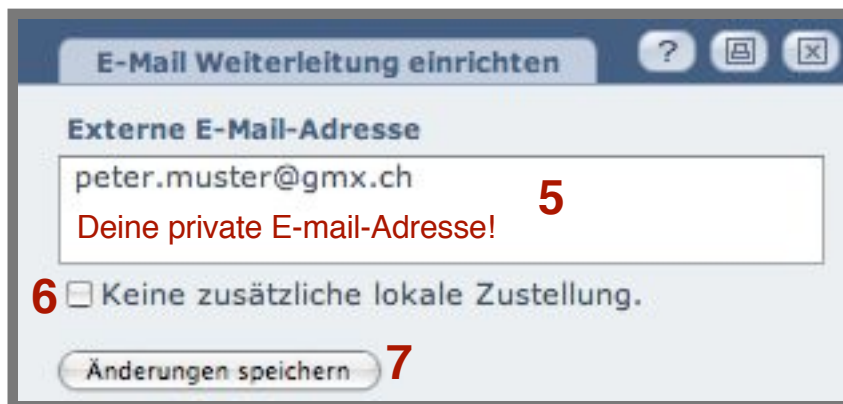 E-Mail Weiterleitung einrichten ?
Externe E-Mail-Adresse
peter.muster@gmx.ch
5
Deine private E-mail-Adresse!
6 Keine zusätzliche lokale Zustellung.
Änderungen speichern 7